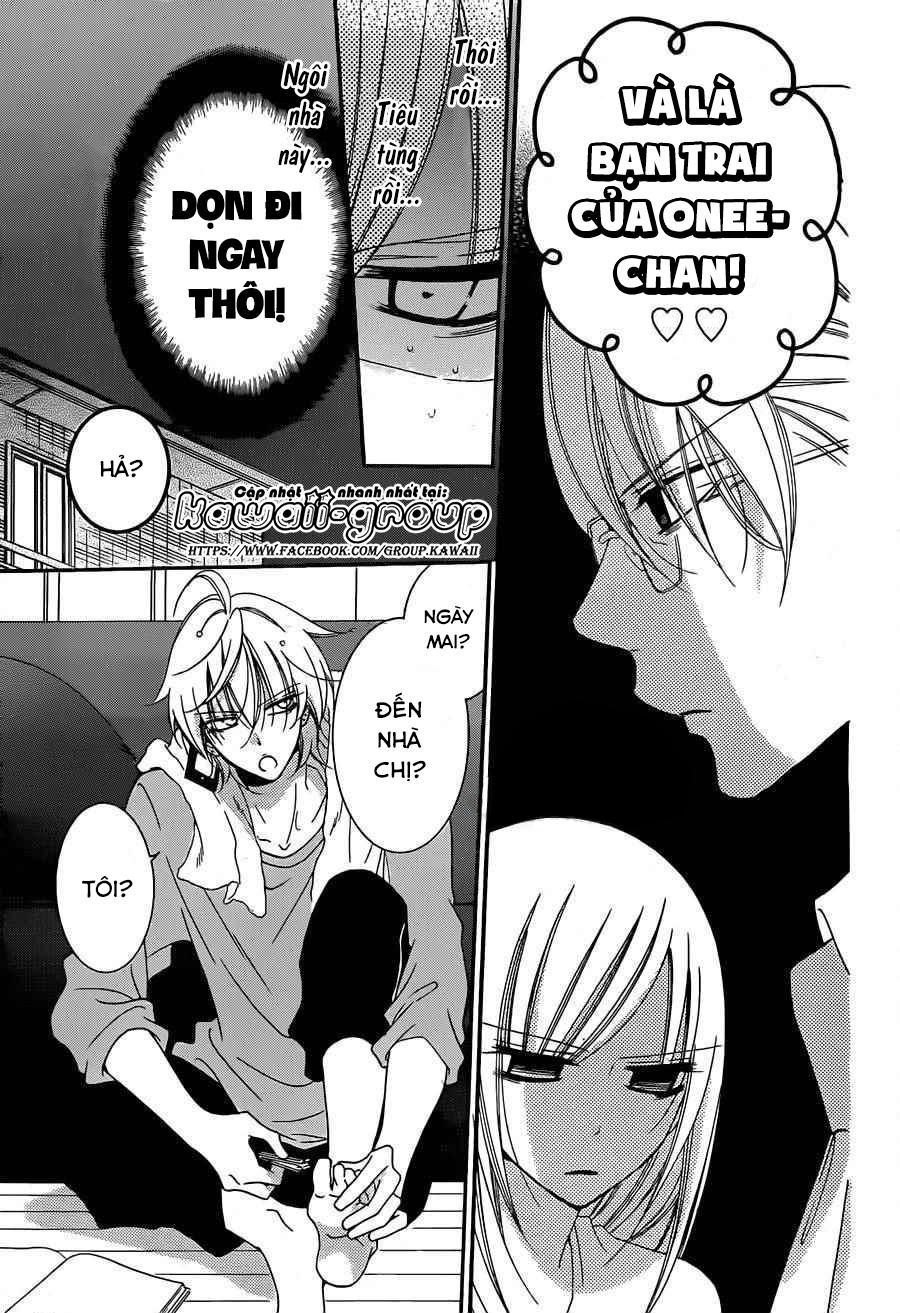 VÀ LÀ
BẠN TRAI
CỦA ONEE-
CHAN!
♡ ♡
Thôi
rồi...
Tiêu
tung
rồi...
Ngôi
nhà
này...
DỌN ĐI
NGAY
THÔI!
HẢ?
Cập nhật nhanh nhất tại:
kawaii-group
HTTPS://WWW.FACEBOOK.COM/GROUP.KAWAII
NGÀY
MAI?
ĐẾN
NHÀ
CHỊ?
TÔI?